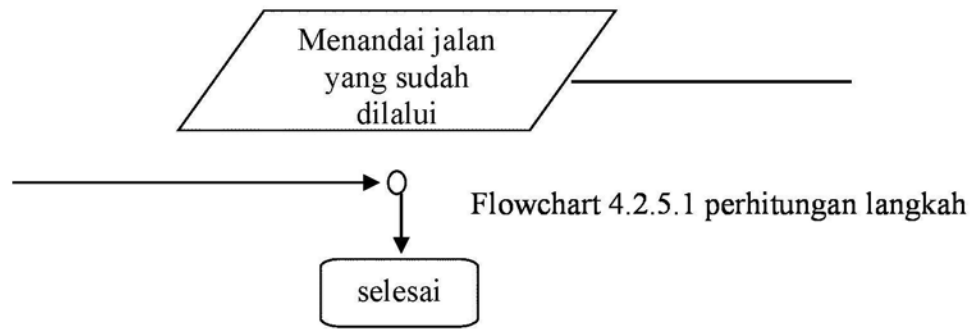 Menandai jalan
yang sudah
dilalui
Flowchart 4.2.5.1 perhitungan langkah
selesai